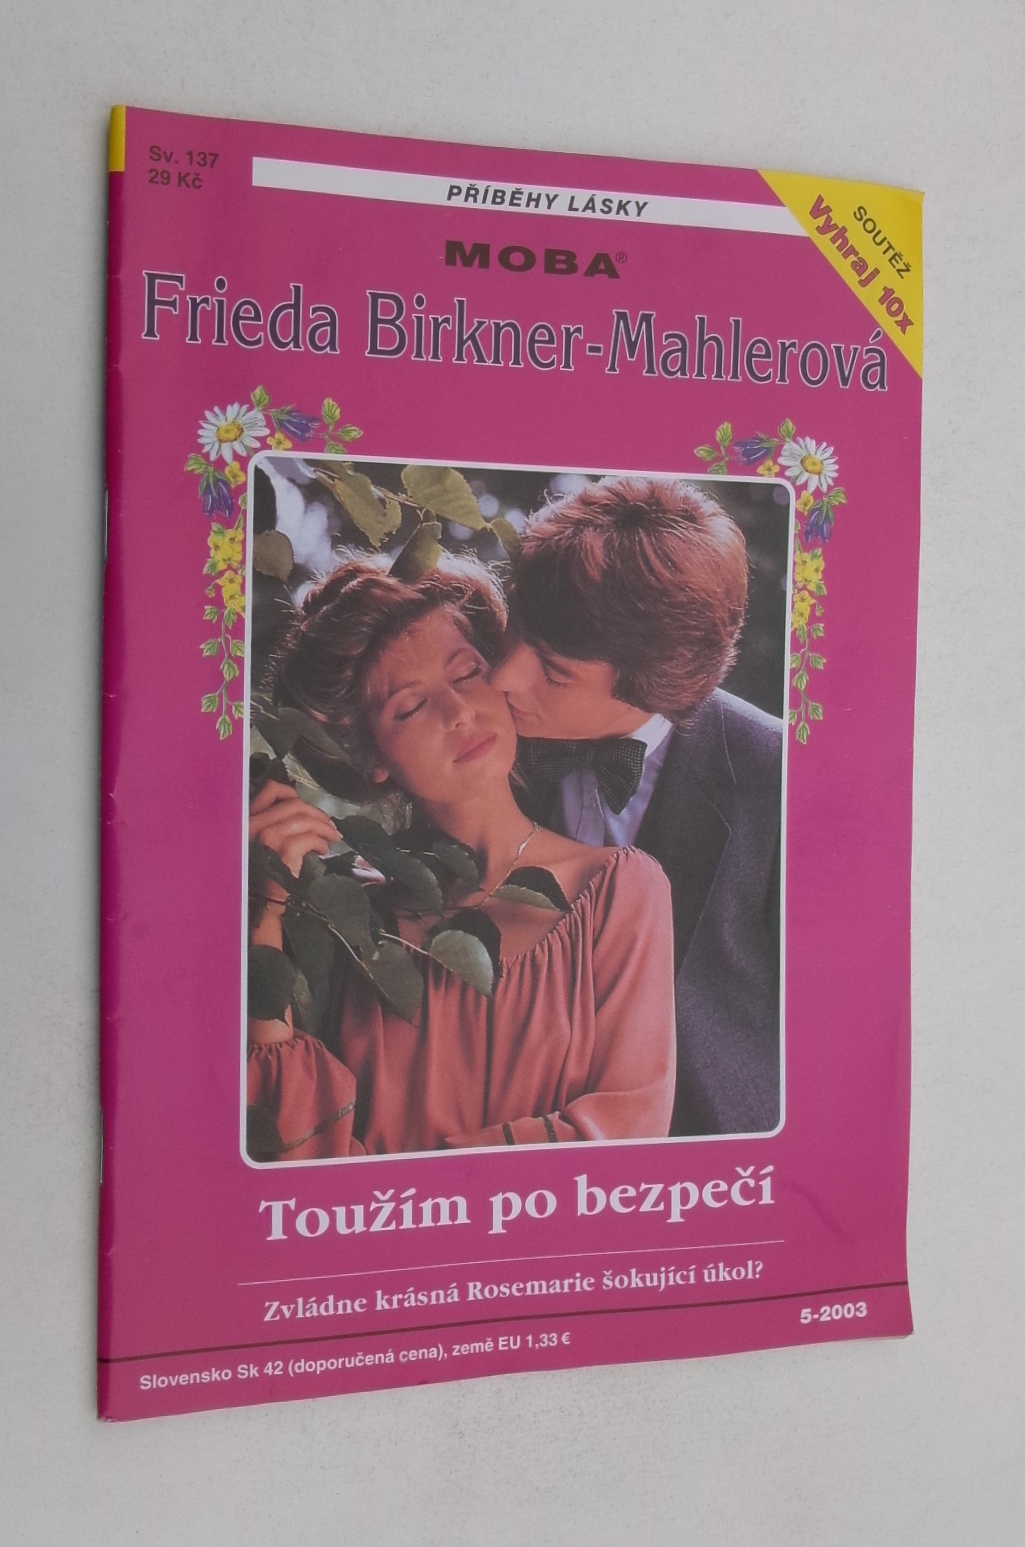 Sv. 137
29 Kč
PŘÍBĚHY LÁSKY
SOUTĚŽ
Vyhraj 10x
MOBA®
Frieda Birkner-Mahlerová
Toužím po bezpečí
Zvládne krásná Rosemarie šokující úkol?
5-2003
Slovensko Sk 42 (doporučená cena), země EU 1,33 €